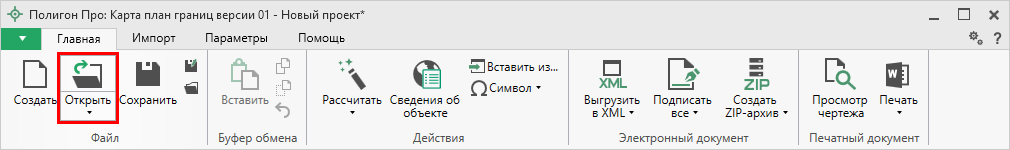 Полигон Про: Карта план границ версии 01 - Новый проект*
Главная Импорт Параметры Помощь
?
Создать Открыть Сохранить
Файл
Вставить
Буфер обмена
Рассчитать Сведения об
объекте
Вставить из...
Ω Символ
Действия
XML
Выгрузить
в XML
Подписать
все
ZIP
Создать
ZIP-архив
Электронный документ
Просмотр
чертежа
W
Печать
Печатный документ